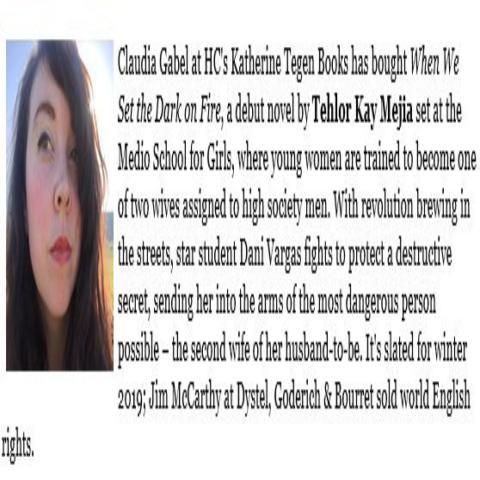 Claudia Gabel at HC's Katherine Tegen Books has bought When We
Set the Dark on Fire, a debut novel by Tehlor Kay Mejia set at the
Medio School for Girls, where young women are trained to become one
of two wives assigned to high society men. With revolution brewing in
the streets, star student Dani Vargas fights to protect a destructive
secret, sending her into the arms of the most dangerous person
possible – the second wife of her husband-to-be. It's slated for winter
2019; Jim McCarthy at Dystel, Goderich & Bourret sold world English
rights.